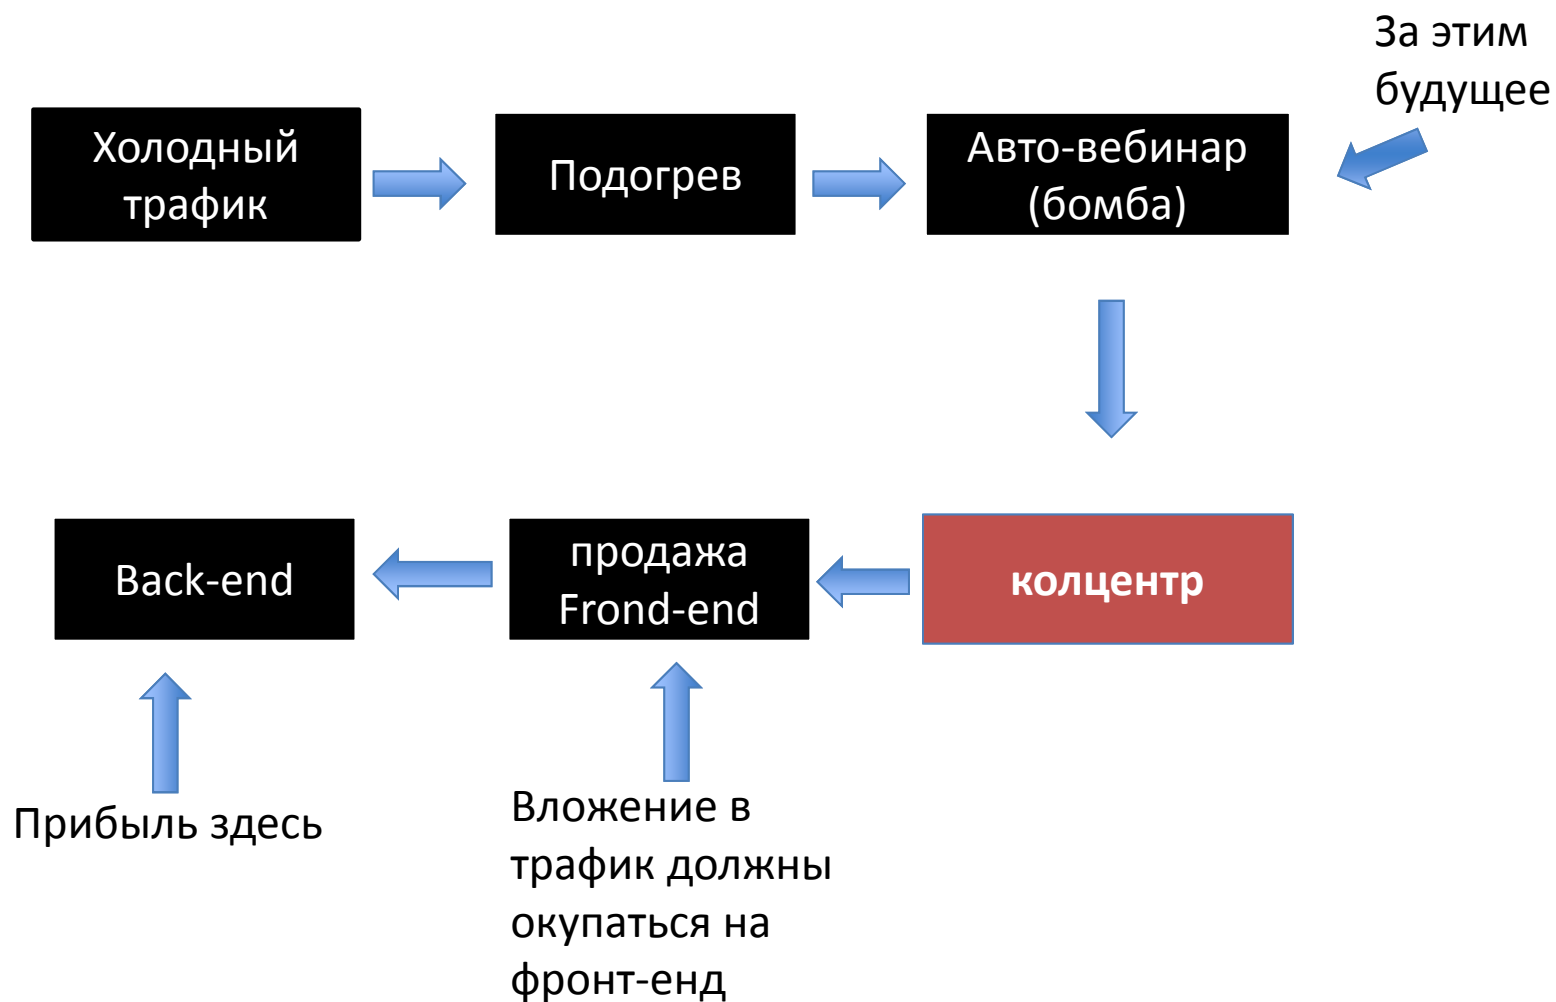 За этим
будущее
Холодный
трафик
Подогрев
Авто-вебинар
(бомба)
Back-end
продажа
Frond-end
колцентр
Прибыль здесь
Вложение в
трафик должны
окупаться на
фронт-енд